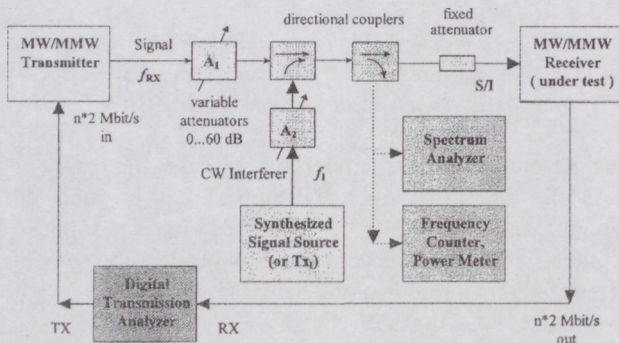 directional couplers
fixed
attenuator
MW/MMW
Transmitter
Signal
fRX
A1
MW/MMW
Receiver
( under test )
S/I
n*2 Mbit/s
in
variable
attenuators
0...60 dB
A2
CW Interferer
fI
Spectrum
Analyzer
Synthesized
Signal Source
(or TxI)
Frequency
Counter,
Power Meter
Digital
Transmission
Analyzer
TX
RX
n*2 Mbit/s
out